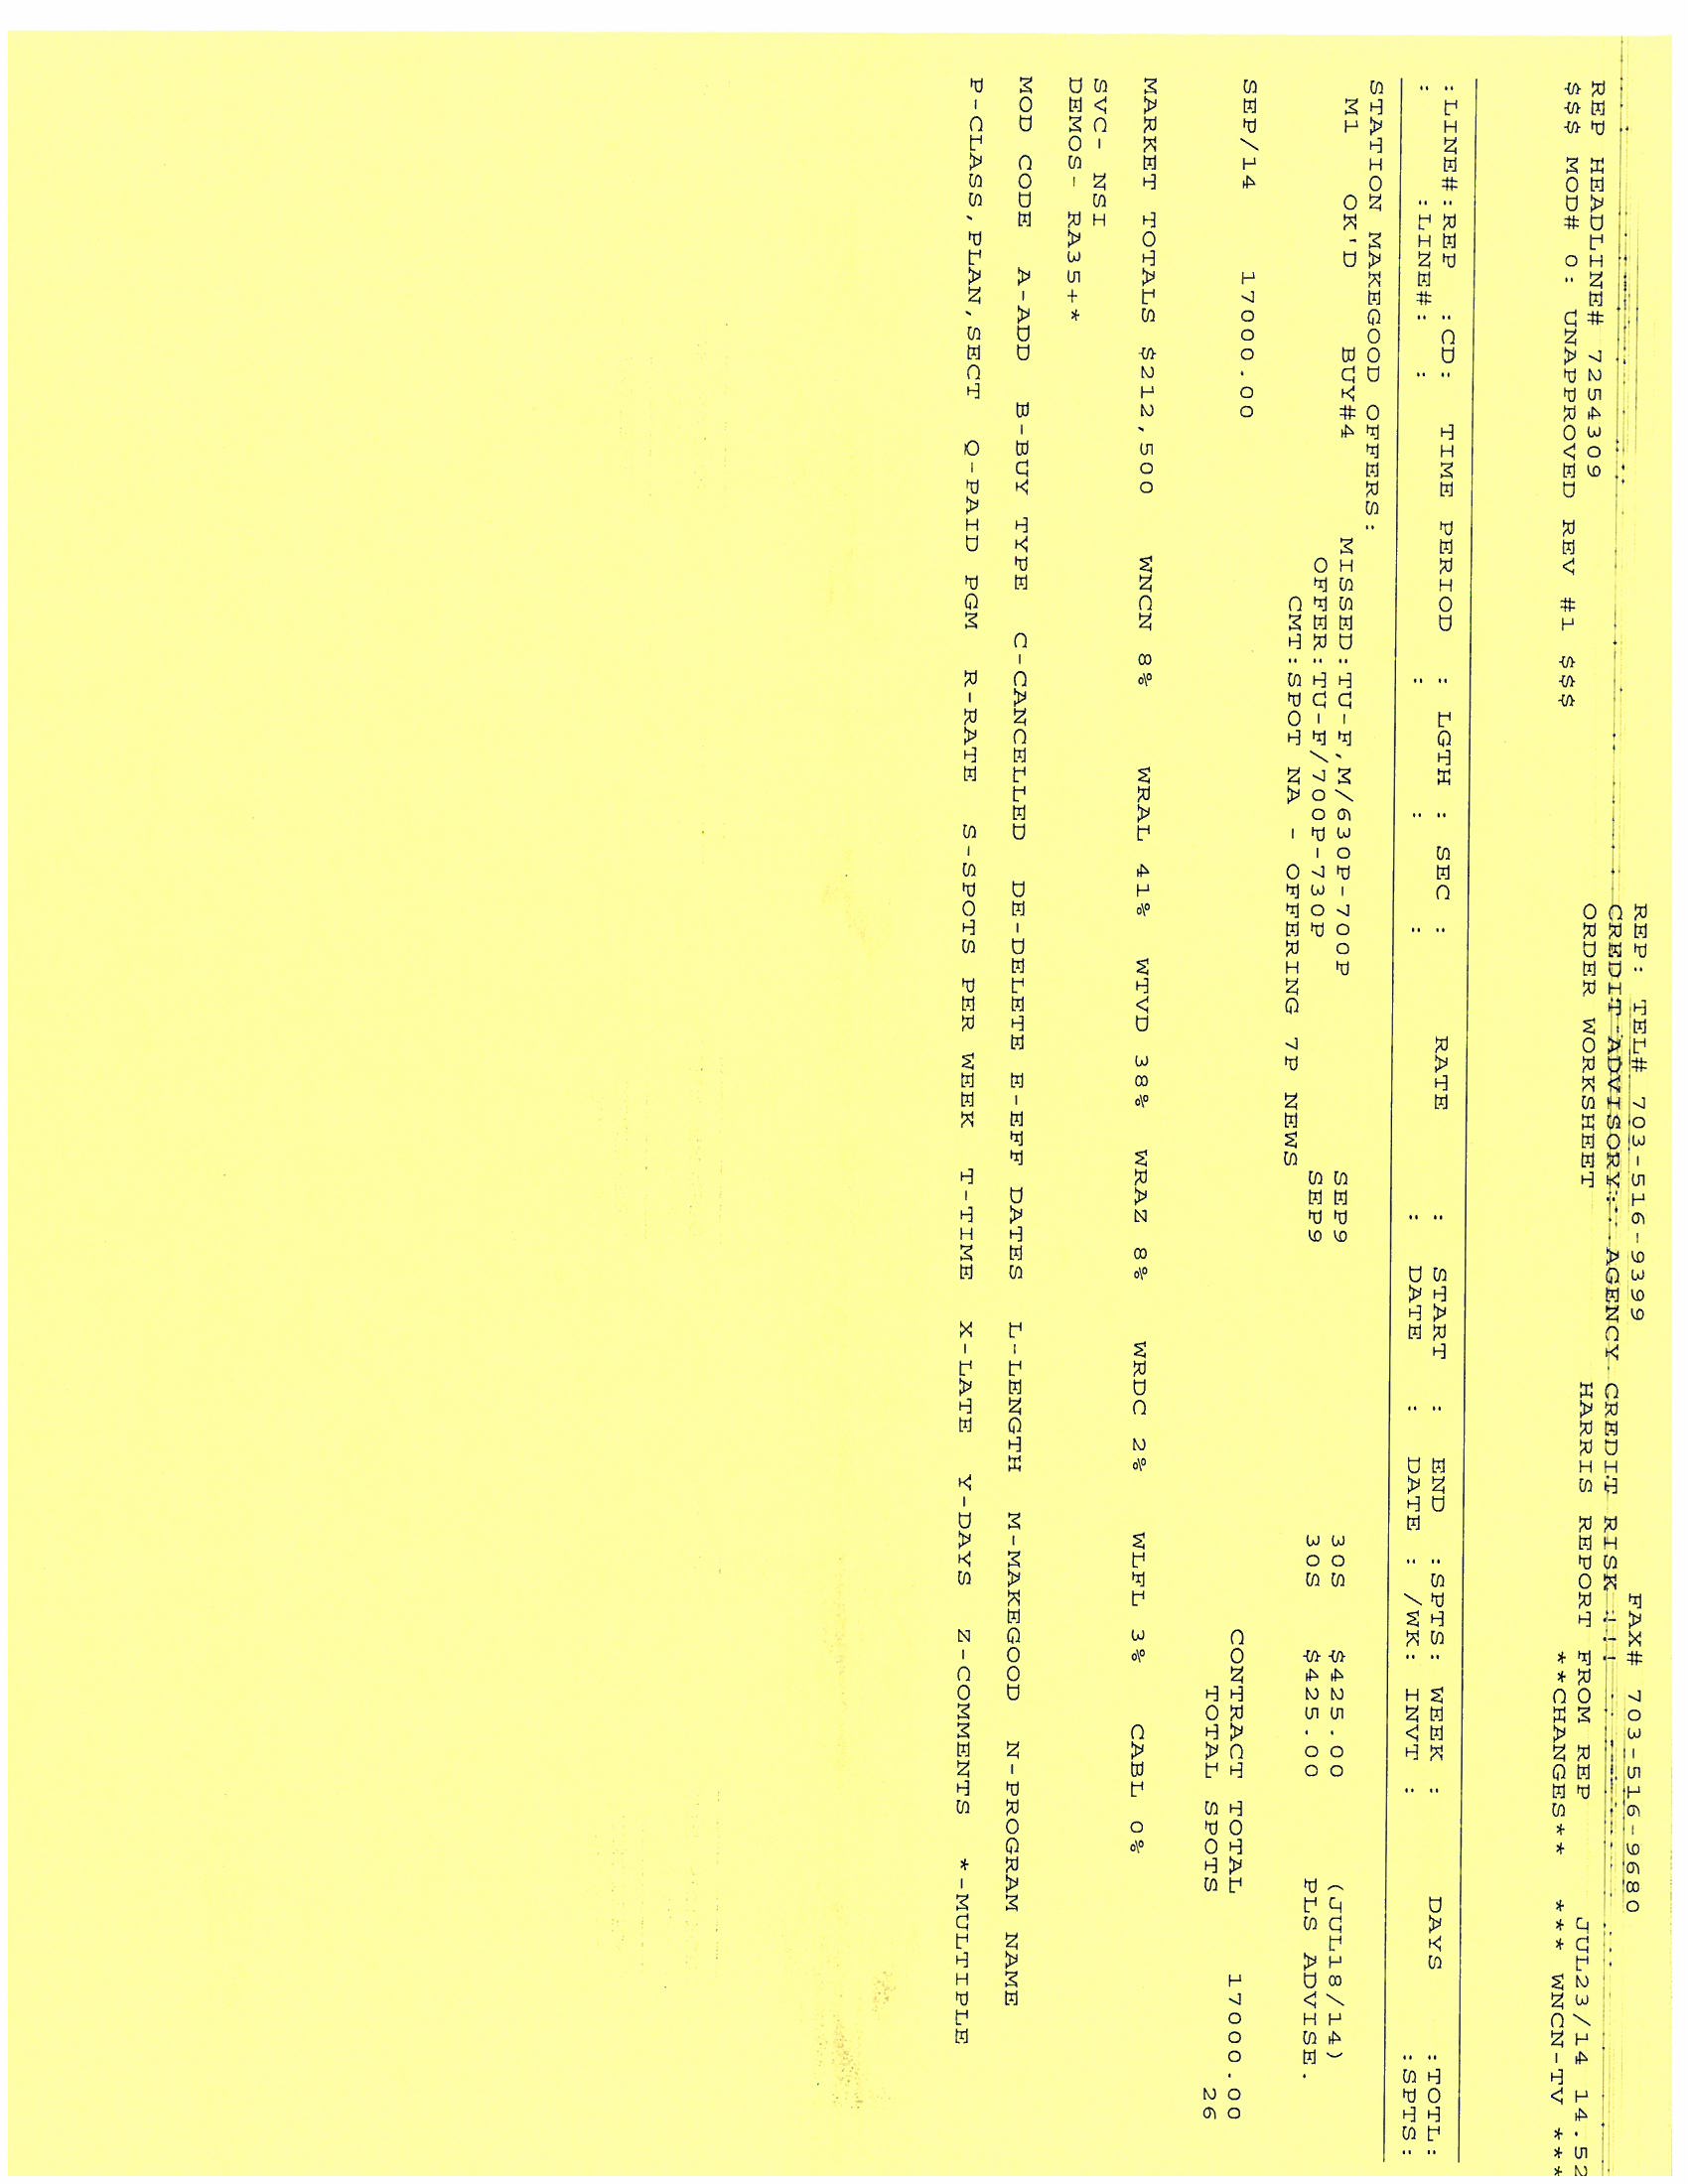 REP: TEL# 703-516-9399 FAX# 703-516-9680
CREDIT ADVISORY: AGENCY CREDIT RISK !!!
ORDER WORKSHEET HARRIS REPORT FROM REP JUL23/14 14.52
REP HEADLINE# 7254309
$$$ MOD# 0: UNAPPROVED REV #1 $$$ **CHANGES** *** WNCN-TV ***
:LINE#:REP :CD: TIME PERIOD : LGTH : SEC : RATE : START : END :SPTS: WEEK : DAYS :TOTL:
: :LINE#: : : : : : DATE : DATE : /WK: INVT : :SPTS:
STATION MAKEGOOD OFFERS:
M1 OK'D BUY#4 MISSED:TU-F,M/630P-700P SEP9 30S $425.00 (JUL18/14)
OFFER:TU-F/700P-730P SEP9 30S $425.00 PLS ADVISE.
CMT:SPOT NA - OFFERING 7P NEWS
SEP/14 17000.00 CONTRACT TOTAL 17000.00
TOTAL SPOTS 26
MARKET TOTALS $212,500 WNCN 8% WRAL 41% WTVD 38% WRAZ 8% WRDC 2% WLFL 3% CABL 0%
SVC- NSI
DEMOS- RA35+*
MOD CODE A-ADD B-BUY TYPE C-CANCELLED DE-DELETE E-EFF DATES L-LENGTH M-MAKEGOOD N-PROGRAM NAME
P-CLASS,PLAN,SECT Q-PAID PGM R-RATE S-SPOTS PER WEEK T-TIME X-LATE Y-DAYS Z-COMMENTS *-MULTIPLE